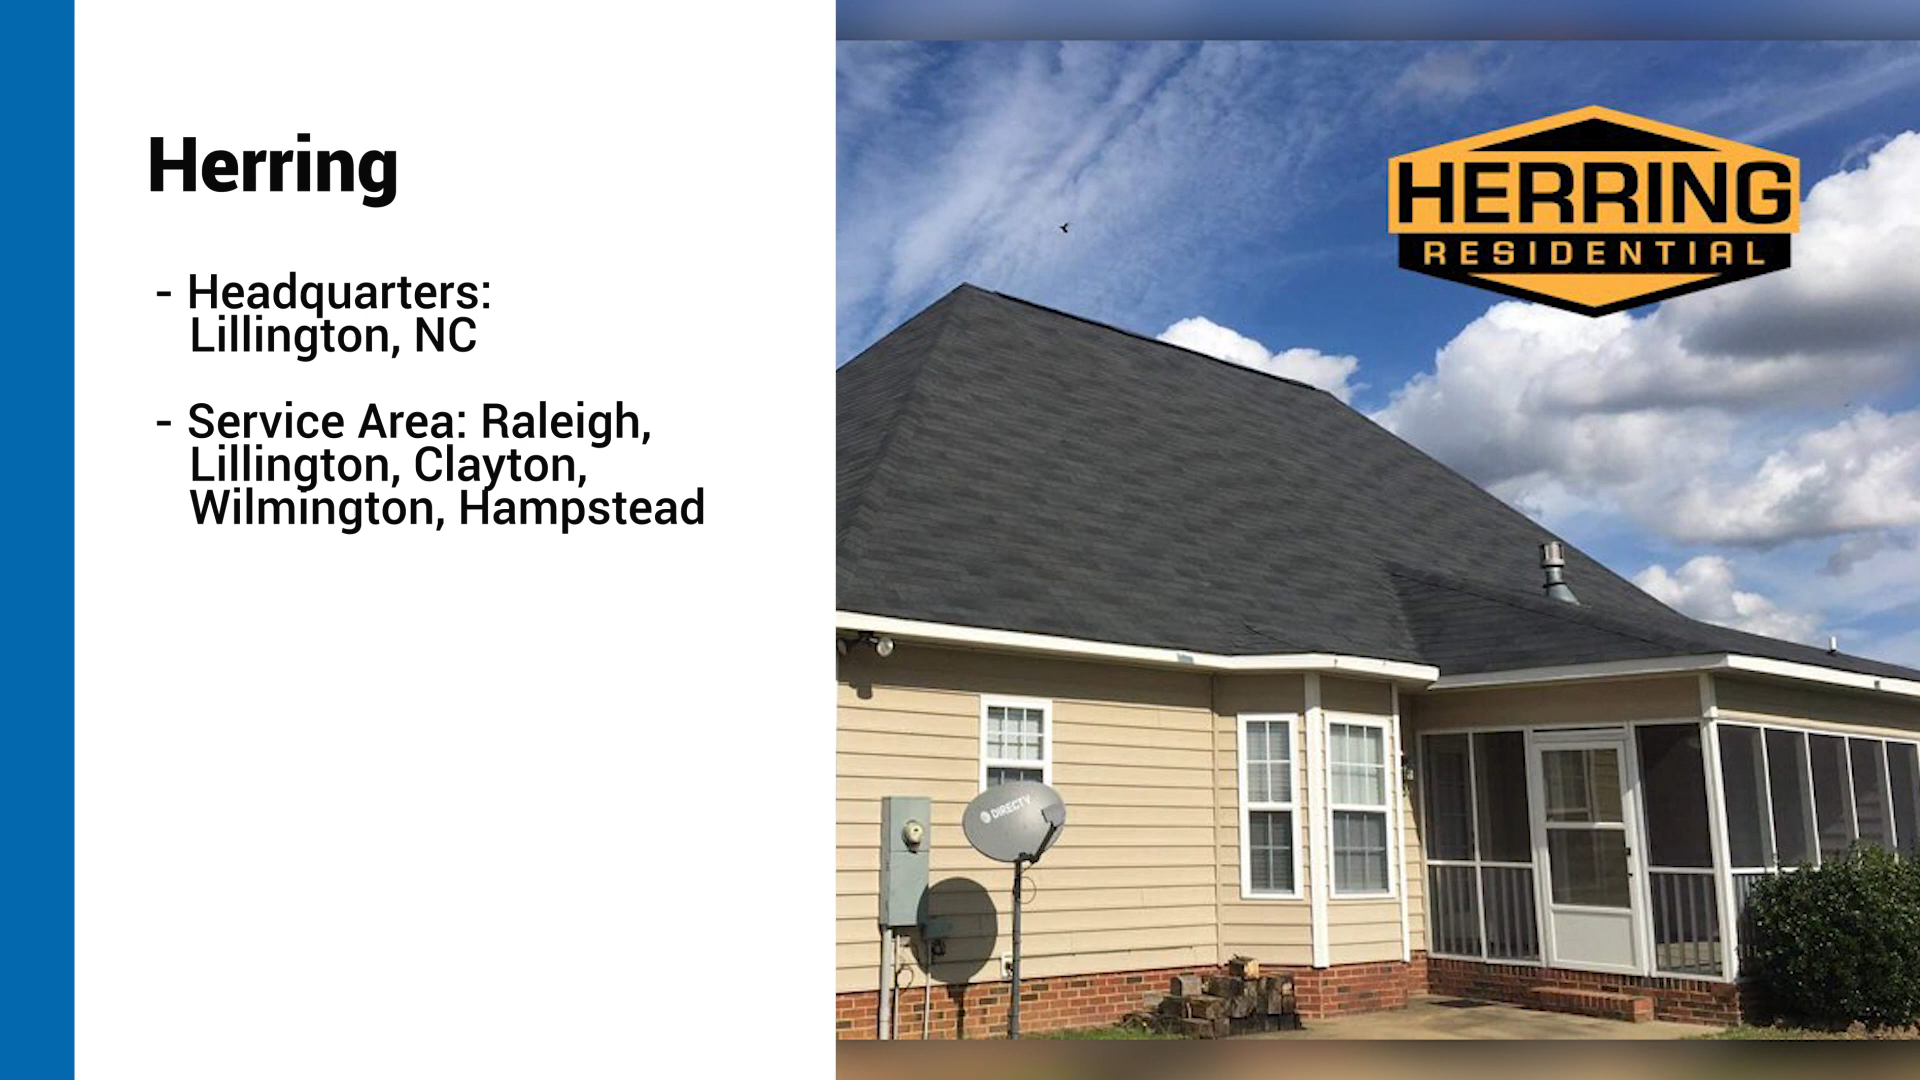 Herring
- Headquarters:
Lillington, NC
- Service Area: Raleigh,
Lillington, Clayton,
Wilmington, Hampstead
HERRING
RESIDENTIAL
DIRECTV